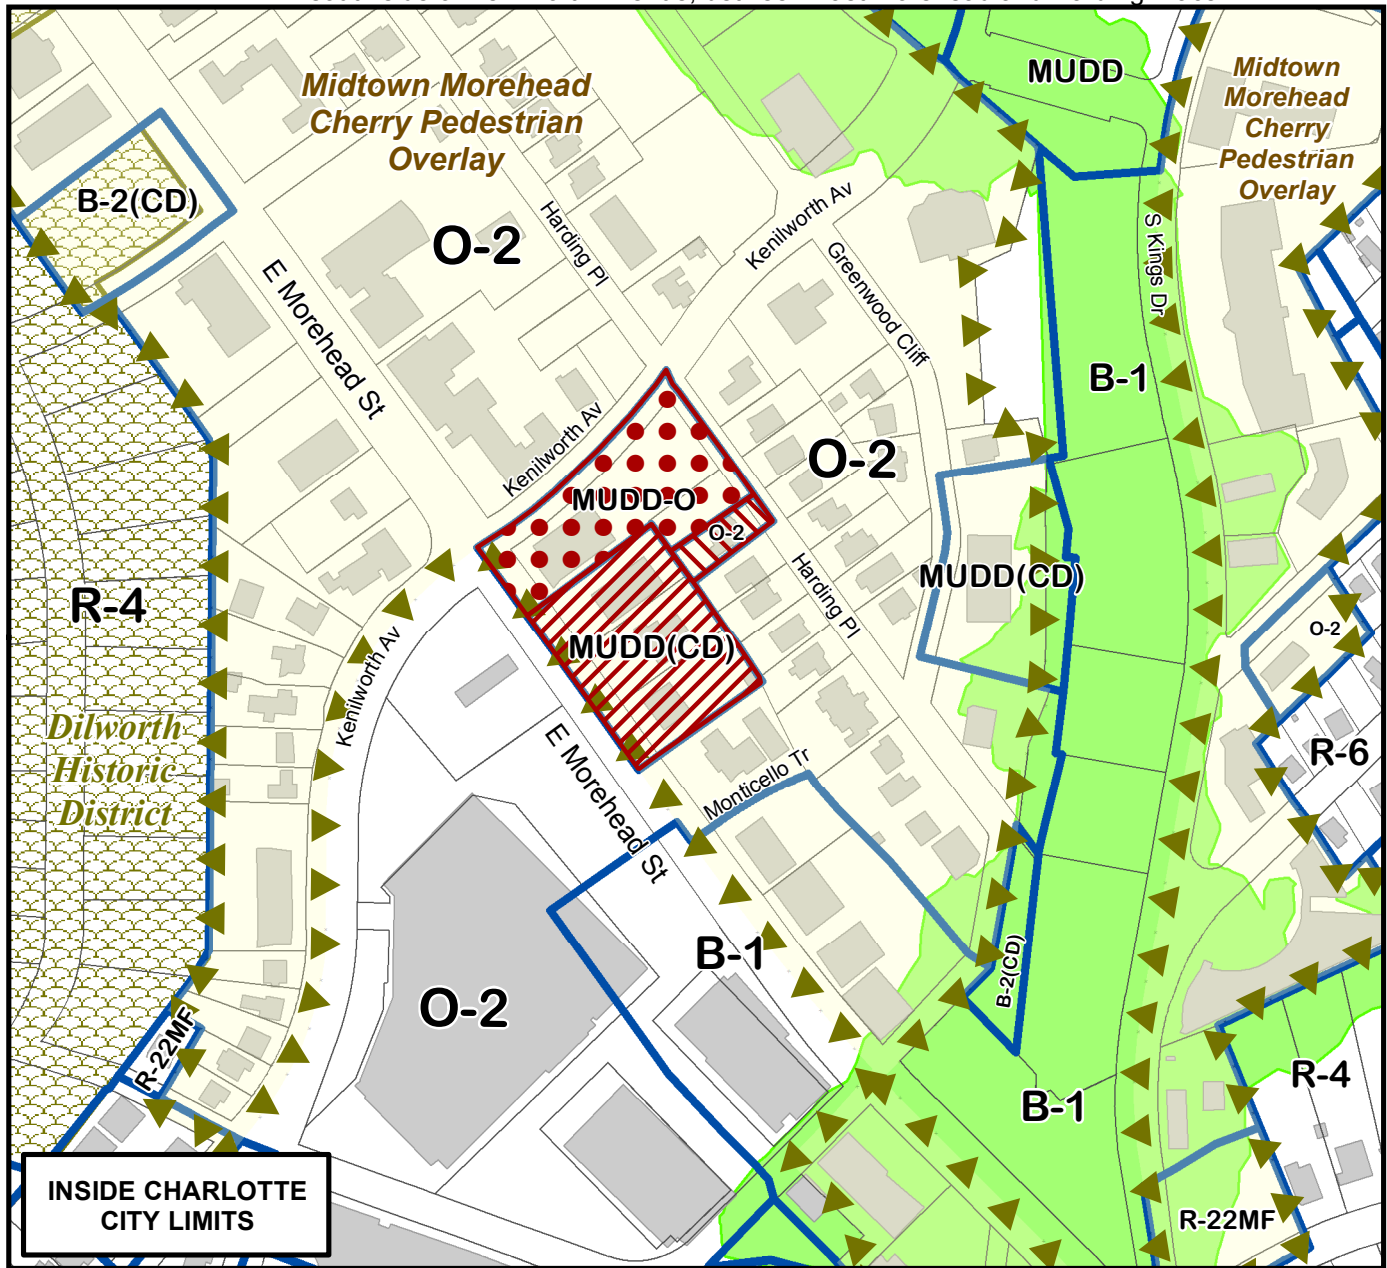 MUDD
Midtown Morehead
Cherry Pedestrian
Overlay
Midtown
Morehead
Cherry
Pedestrian
Overlay
B-2(CD)
O-2
Harding Pl
Kenilworth Av
S Kings Dr
E Morehead St
Greenwood Cliff
B-1
Kenilworth Av
O-2
MUDD-O
O-2
Harding Pl
MUDD(CD)
R-4
MUDD(CD)
O-2
Kenilworth Av
Dilworth
Historic
District
E Morehead St
Monticello Tr
R-6
B-1
B-2(CD)
O-2
R-22MF
R-4
B-1
INSIDE CHARLOTTE
CITY LIMITS
R-22MF